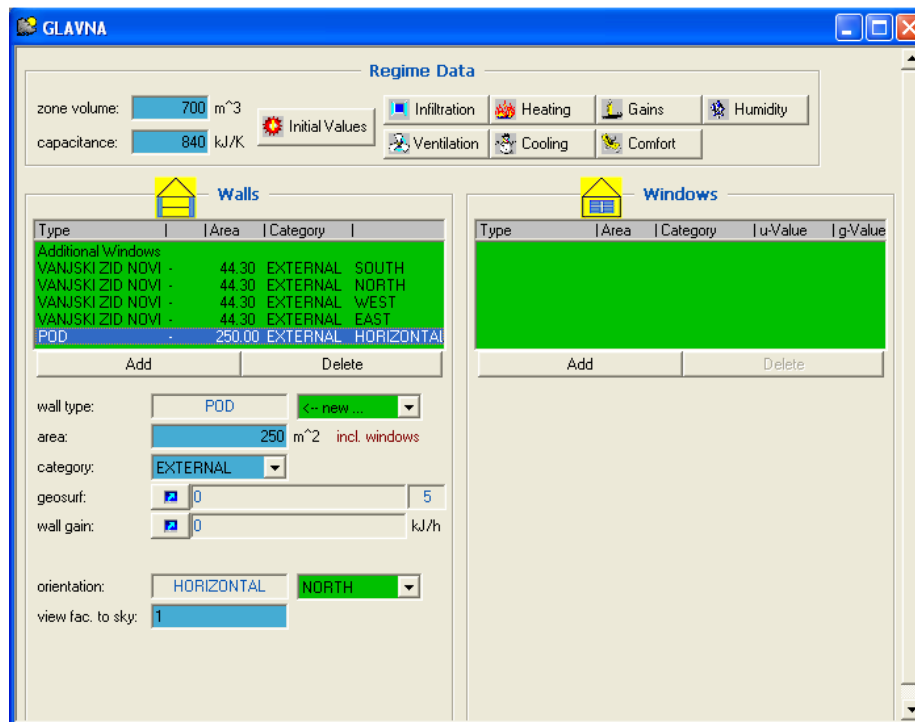 GLAVNA
Regime Data
zone volume: 700 m^3
capacitance: 840 kJ/K
Initial Values
Infiltration Heating Gains Humidity
Ventilation Cooling Comfort
Walls
Type | | Area | Category |
Additional Windows
VANJSKI ZID NOVI - 44.30 EXTERNAL SOUTH
VANJSKI ZID NOVI - 44.30 EXTERNAL NORTH
VANJSKI ZID NOVI - 44.30 EXTERNAL WEST
VANJSKI ZID NOVI - 44.30 EXTERNAL EAST
POD - 250.00 EXTERNAL HORIZONTAL
Add Delete
wall type: POD <-- new ...
area: 250 m^2 incl. windows
category: EXTERNAL
geosurf: 0 5
wall gain: 0 kJ/h
orientation: HORIZONTAL NORTH
view fac. to sky: 1
Windows
Type | Area | Category | u-Value | g-Value
Add Delete